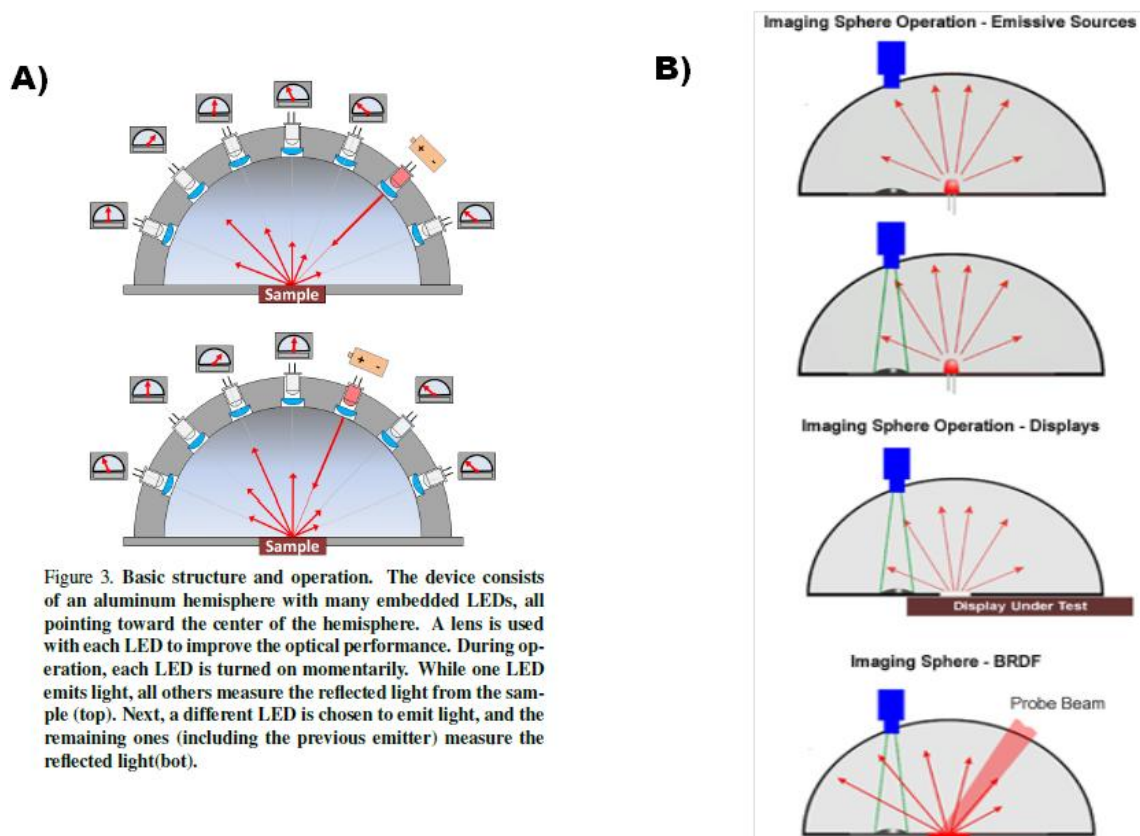 A)
Sample
+ -
Sample
+ -
Figure 3. Basic structure and operation. The device consists
of an aluminum hemisphere with many embedded LEDs, all
pointing toward the center of the hemisphere. A lens is used
with each LED to improve the optical performance. During op-
eration, each LED is turned on momentarily. While one LED
emits light, all others measure the reflected light from the sam-
ple (top). Next, a different LED is chosen to emit light, and the
remaining ones (including the previous emitter) measure the
reflected light(bot).
B)
Imaging Sphere Operation - Emissive Sources
Imaging Sphere Operation - Displays
Display Under Test
Imaging Sphere - BRDF
Probe Beam